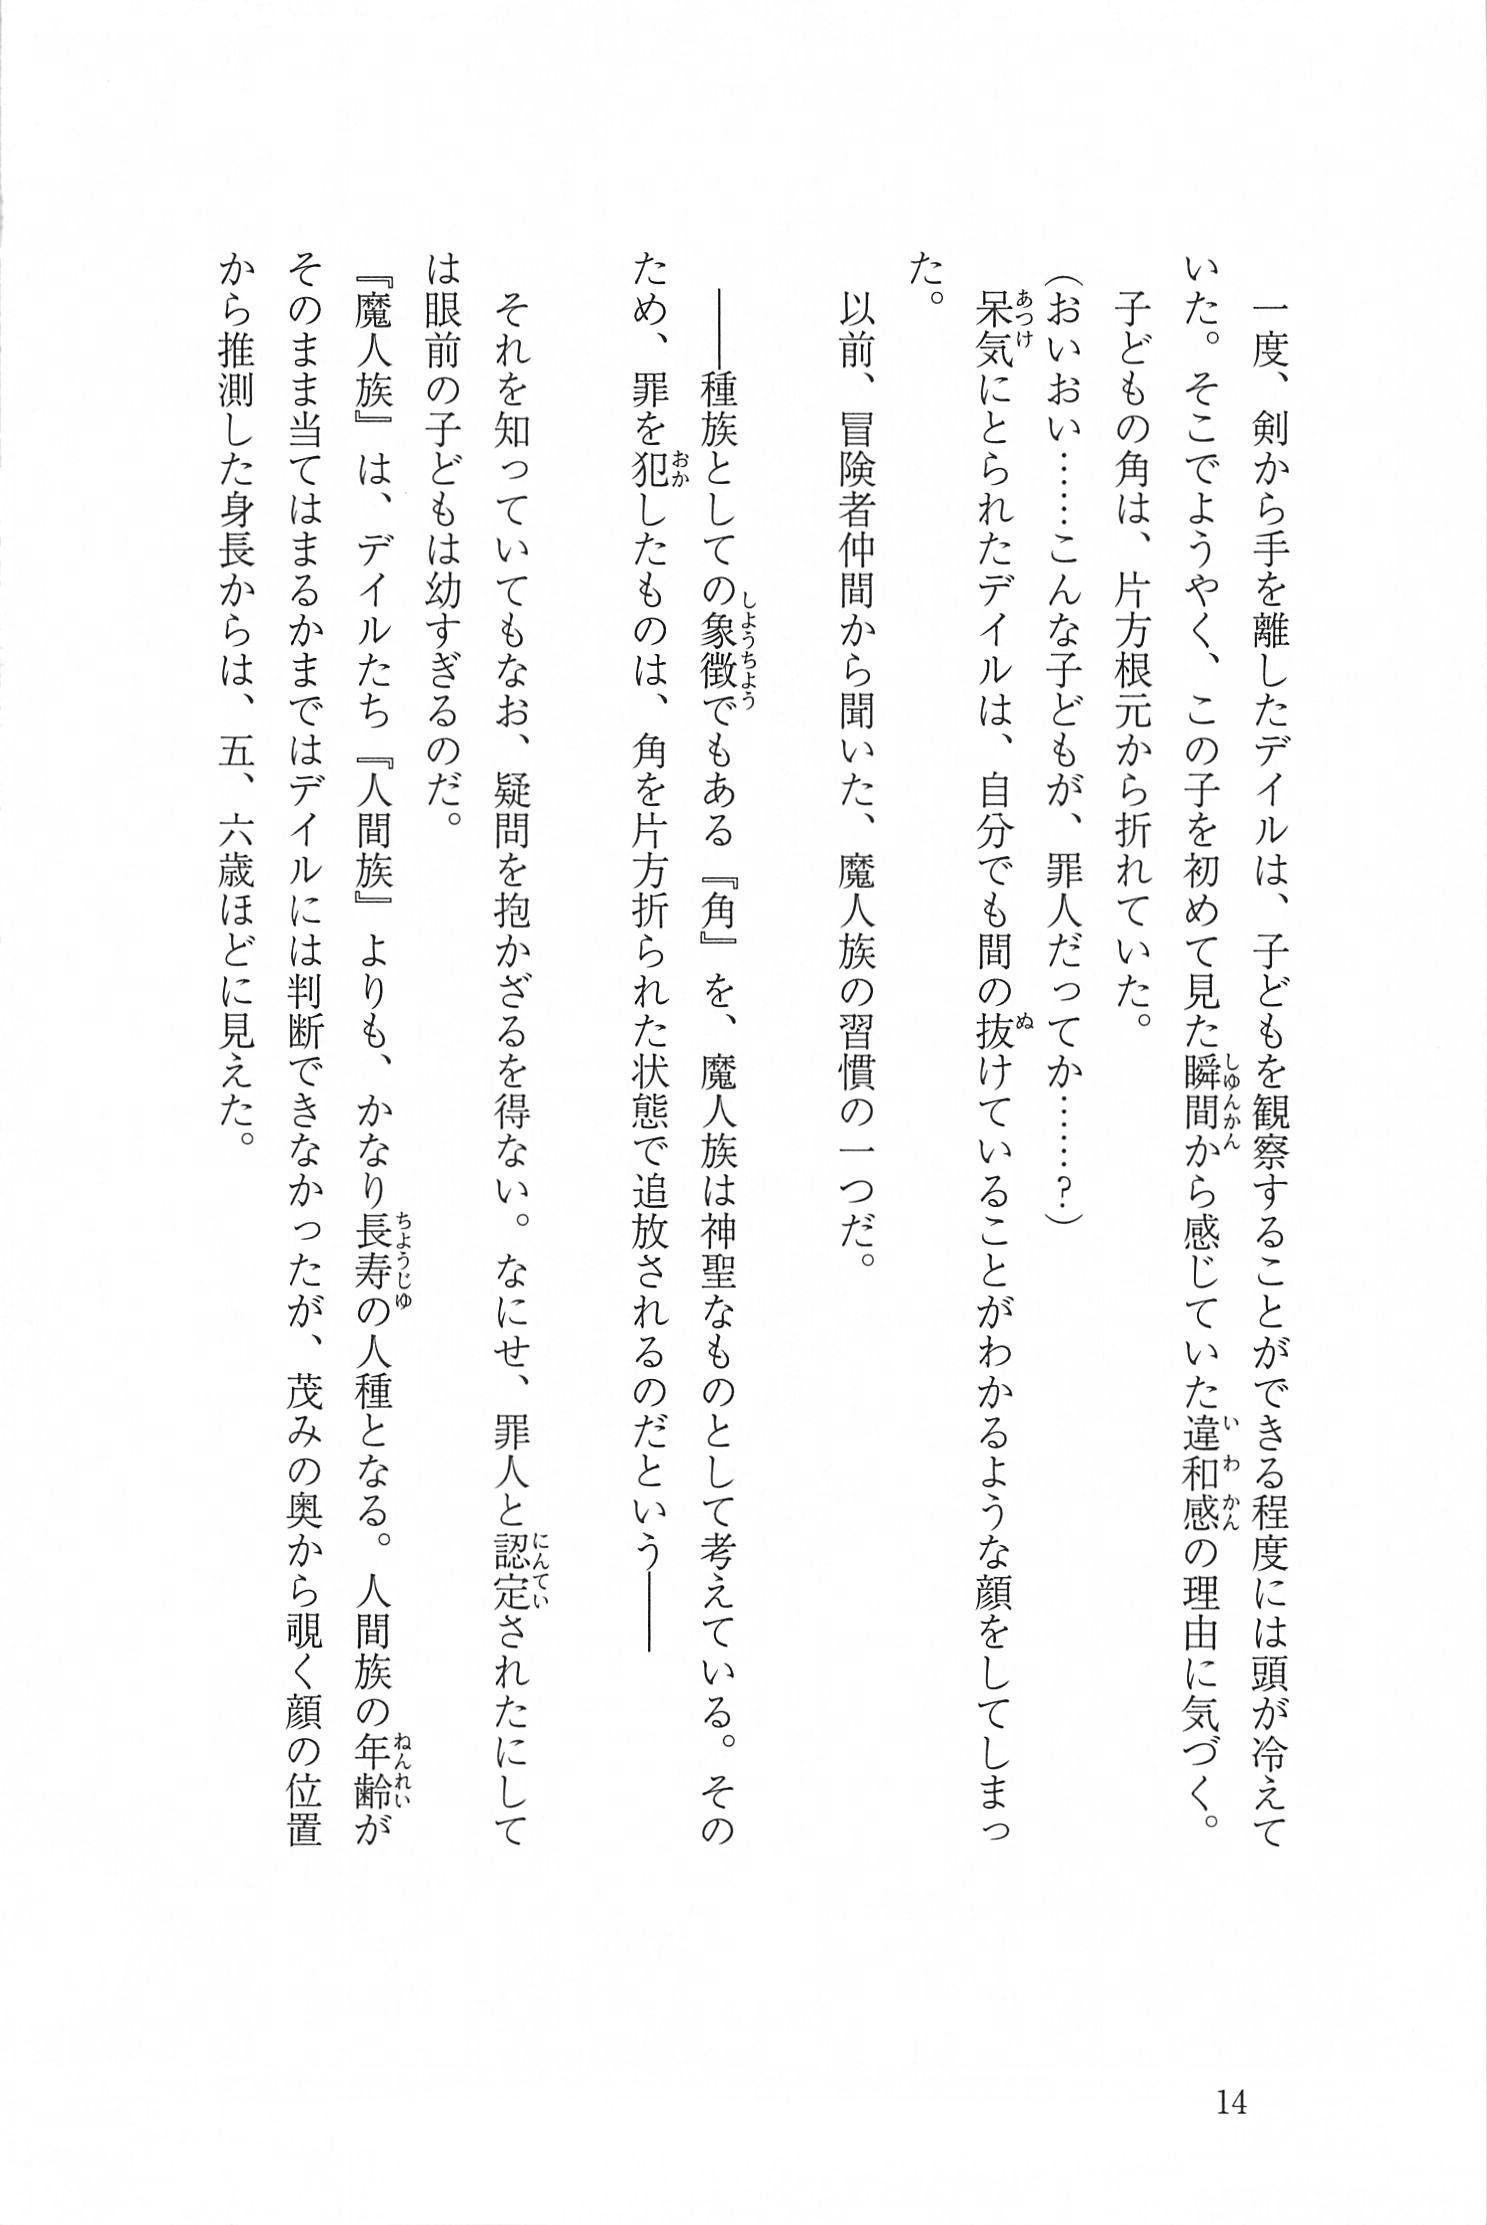 一度、剣から手を離したデイルは、子どもを観察することができる程度には頭が冷えて
いた。そこでようやく、この子を初めて見た瞬間から感じていた違和感の理由に気づく。
　子どもの角は、片方根元から折れていた。
（おいおい……こんな子どもが、罪人だってか……？）
　呆気にとられたデイルは、自分でも間の抜けていることがわかるような顔をしてしまっ
た。
　以前、冒険者仲間から聞いた、魔人族の習慣の一つだ。
　――種族としての象徴でもある『角』を、魔人族は神聖なものとして考えている。その
ため、罪を犯したものは、角を片方折られた状態で追放されるのだという――
　それを知っていてもなお、疑問を抱かざるを得ない。なにせ、罪人と認定されたにして
は眼前の子どもは幼すぎるのだ。
『魔人族』は、デイルたち『人間族』よりも、かなり長寿の人種となる。人間族の年齢が
そのまま当てはまるかまではデイルには判断できなかったが、茂みの奥から覗く顔の位置
から推測した身長からは、五、六歳ほどに見えた。
14